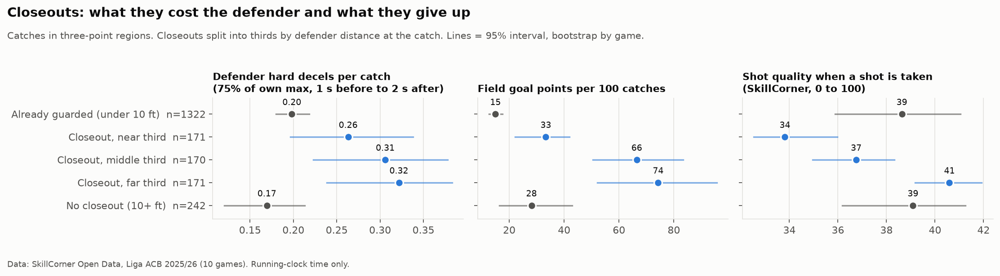 Closeouts: what they cost the defender and what they give up
Catches in three-point regions. Closeouts split into thirds by defender distance at the catch. Lines = 95% interval, bootstrap by game.
Defender hard decels per catch
(75% of own max, 1 s before to 2 s after)
Field goal points per 100 catches
Shot quality when a shot is taken
(SkillCorner, 0 to 100)
Already guarded (under 10 ft)  n=1322
0.20
15
39
Closeout, near third  n=171
0.26
33
34
Closeout, middle third  n=170
0.31
66
37
Closeout, far third  n=171
0.32
74
41
No closeout (10+ ft)  n=242
0.17
28
39
0.15 0.20 0.25 0.30 0.35
20 40 60 80
34 36 38 40 42
Data: SkillCorner Open Data, Liga ACB 2025/26 (10 games). Running-clock time only.